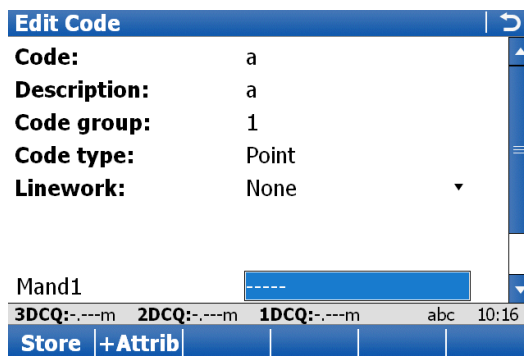 Edit Code
Code: a
Description: a
Code group: 1
Code type: Point
Linework: None
Mand1 -----
3DCQ:-.---m 2DCQ:-.---m 1DCQ:-.---m abc 10:16
Store +Attrib